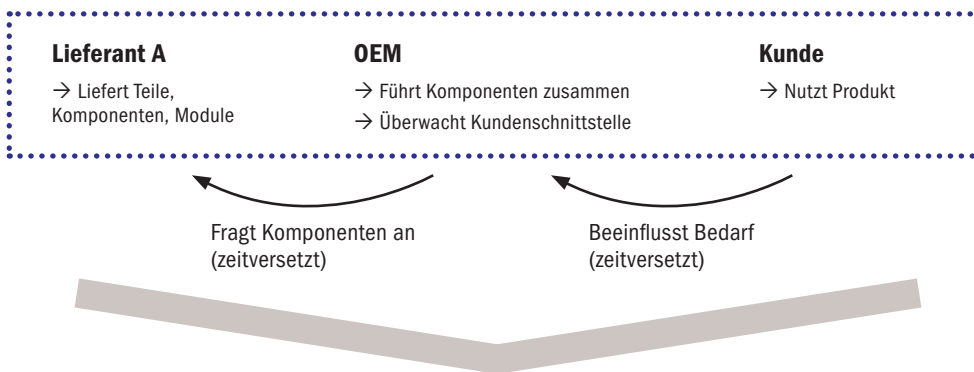 Lieferant A
→ Liefert Teile,
Komponenten, Module
OEM
→ Führt Komponenten zusammen
→ Überwacht Kundenschnittstelle
Kunde
→ Nutzt Produkt
Fragt Komponenten an
(zeitversetzt)
Beeinflusst Bedarf
(zeitversetzt)